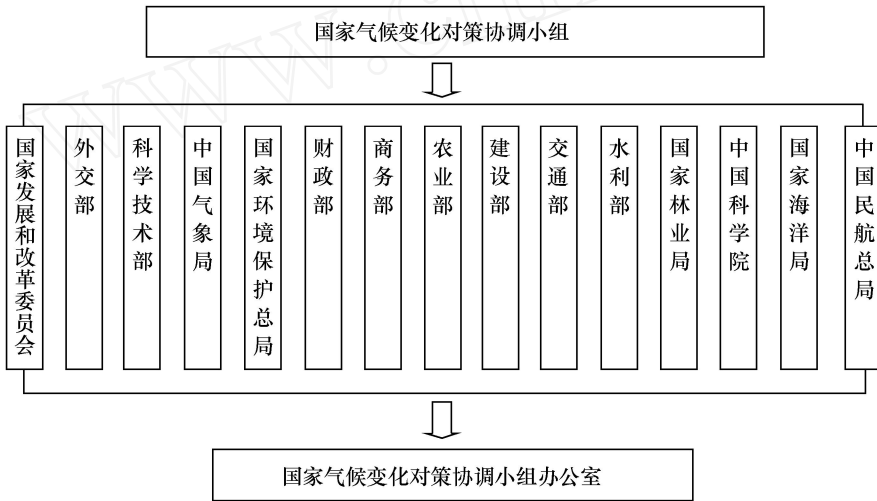 国家气候变化对策协调小组
国家发展和改革委员会
外交部
科学技术部
中国气象局
国家环境保护总局
财政部
商务部
农业部
建设部
交通部
水利部
国家林业局
中国科学院
国家海洋局
中国民航总局
国家气候变化对策协调小组办公室